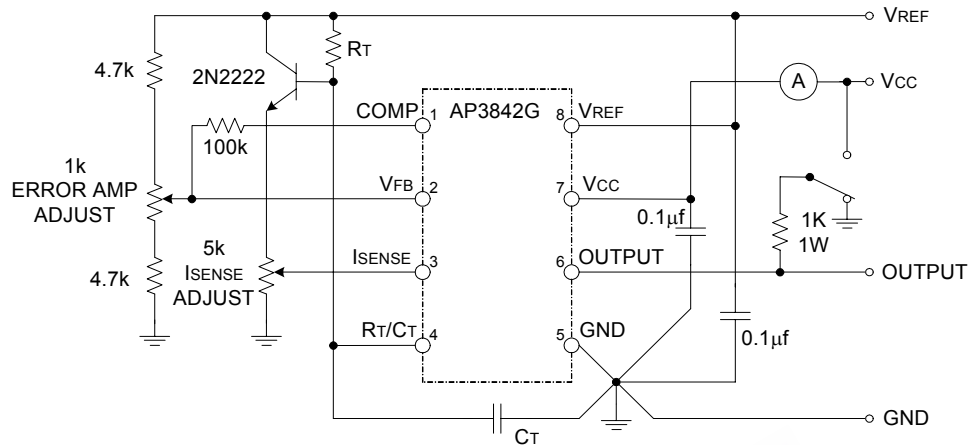 VREF
RT
4.7k
2N2222
A
VCC
COMP
1
AP3842G
8
VREF
100k
1k
ERROR AMP
ADJUST
VFB
2
7
VCC
0.1μf
1K
1W
5k
ISENSE
ADJUST
ISENSE
3
6
OUTPUT
OUTPUT
4.7k
RT/CT
4
5
GND
0.1μf
CT
GND